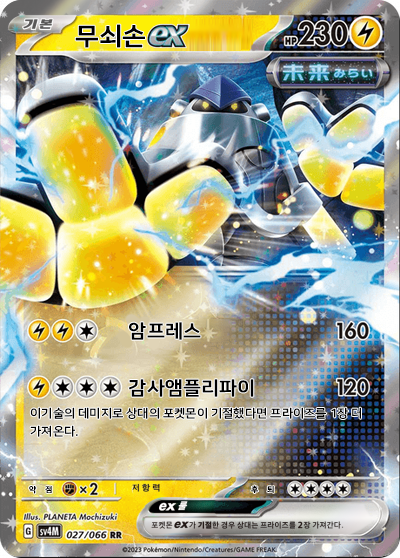 기본 무쇠손ex HP230
未来 みらい
암프레스 160
감사앰플리파이 120
이기술의 데미지로 상대의 포켓몬이 기절했다면 프라이즈를 1장 더
가져온다.
약점 ×2 저항력 후퇴
Illus. PLANETA Mochizuki
G sv4M 027/066 RR
ex룰
포켓몬ex가 기절한 경우 상대는 프라이즈를 2장 가져간다.
©2023 Pokémon/Nintendo/Creatures/GAME FREAK.